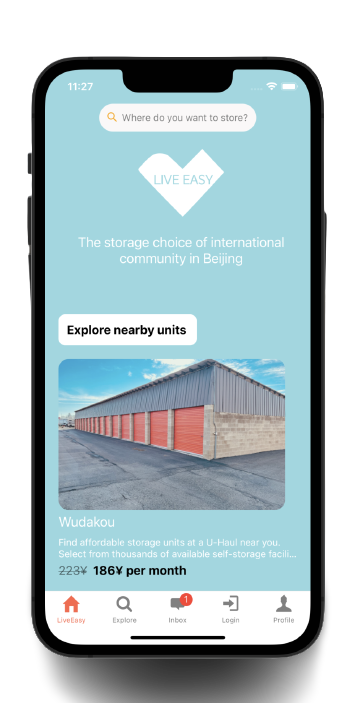 11:27
Where do you want to store?
LIVE EASY
The storage choice of international
community in Beijing
Explore nearby units
Wudakou
Find affordable storage units at a U-Haul near you.
Select from thousands of available self-storage facili...
223¥ 186¥ per month
1
LiveEasy Explore Inbox Login Profile